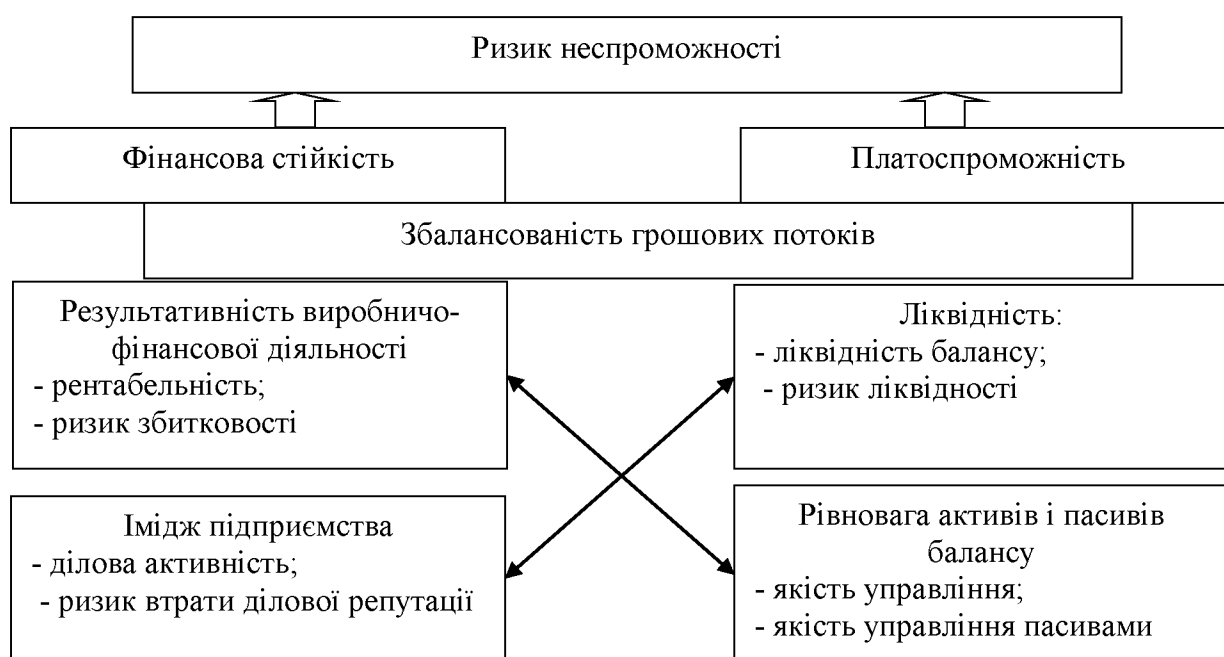 Ризик неспроможності
Фінансова стійкість
Платоспроможність
Збалансованість грошових потоків
Результативність виробничо-
фінансової діяльності
- рентабельність;
- ризик збитковості
Ліквідність:
- ліквідність балансу;
- ризик ліквідності
Імідж підприємства
- ділова активність;
- ризик втрати ділової репутації
Рівновага активів і пасивів
балансу
- якість управління;
- якість управління пасивами